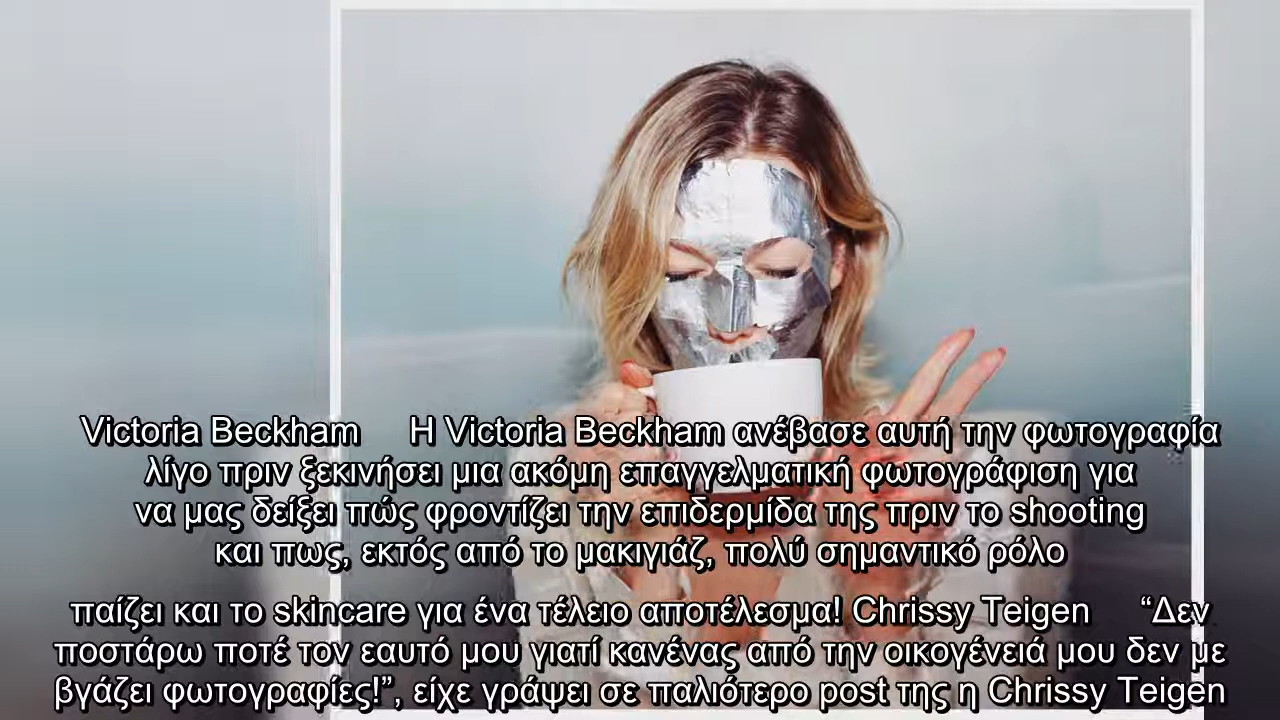 Victoria Beckham Η Victoria Beckham ανέβασε αυτή την φωτογραφία
λίγο πριν ξεκινήσει μια ακόμη επαγγελματική φωτογράφιση για
να μας δείξει πώς φροντίζει την επιδερμίδα της πριν το shooting
και πως, εκτός από το μακιγιάζ, πολύ σημαντικό ρόλο
παίζει και το skincare για ένα τέλειο αποτέλεσμα! Chrissy Teigen “Δεν
ποστάρω ποτέ τον εαυτό μου γιατί κανένας από την οικογένειά μου δεν με
βγάζει φωτογραφίες!”, είχε γράψει σε παλιότερο post της η Chrissy Teigen